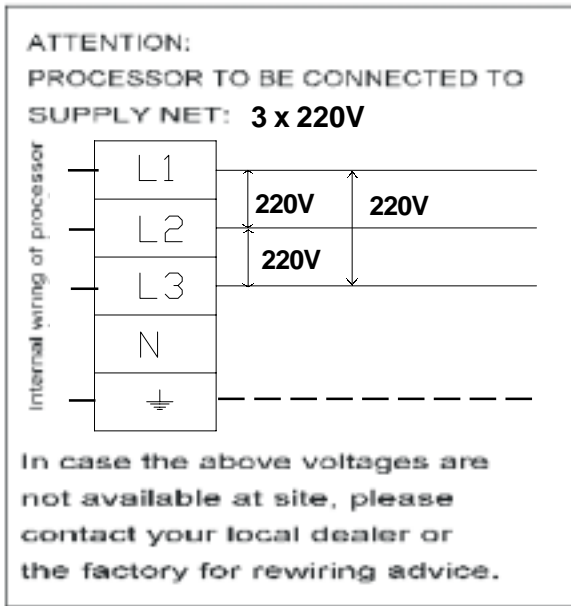 ATTENTION:
PROCESSOR TO BE CONNECTED TO
SUPPLY NET: 3 x 220V
Internal wiring of processor
L1
220V
220V
L2
220V
L3
N
In case the above voltages are
not available at site, please
contact your local dealer or
the factory for rewiring advice.